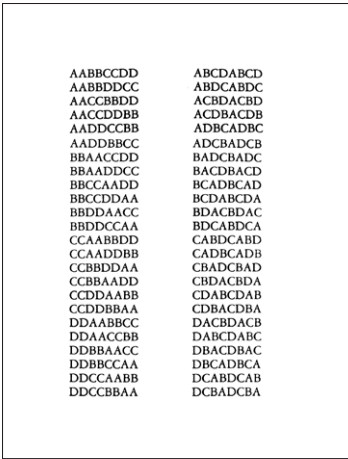 AABBCCDD ABCDABCD
AABBDDCC ABDCABDC
AACCBBDD ACBDACBD
AACCDDBB ACDBACDB
AADDCCBB ADBCADBC
AADDBBCC ADCBADCB
BBAACCDD BADCBADC
BBAADDCC BACDBACD
BBCCAADD BCADBCAD
BBCCDDAA BCDABCDA
BBDDAACC BDACBDAC
BBDDCCAA BDCABDCA
CCAABBDD CABDCABD
CCAADDBB CADBCADB
CCBBDDAA CBADCBAD
CCBBAADD CBDACBDA
CCDDAABB CDABCDAB
CCDDBBAA CDBACDBA
DDAABBCC DACBDACB
DDAACCBB DABCDABC
DDBBAACC DBACDBAC
DDBBCCAA DBCADBCA
DDCCAABB DCABDCAB
DDCCBBAA DCBADCBA